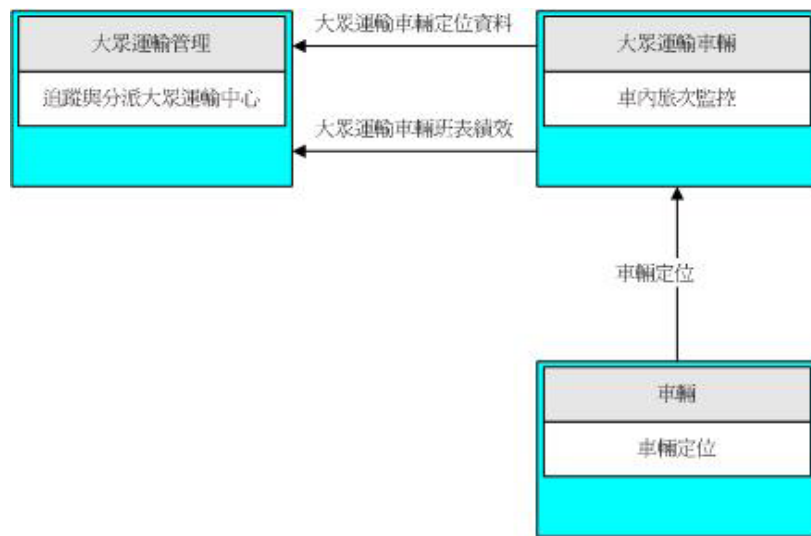 大眾運輸管理
大眾運輸車輛定位資料
大眾運輸車輛
追蹤與分派大眾運輸中心
車內旅次監控
大眾運輸車輛班表績效
車輛定位
車輛
車輛定位